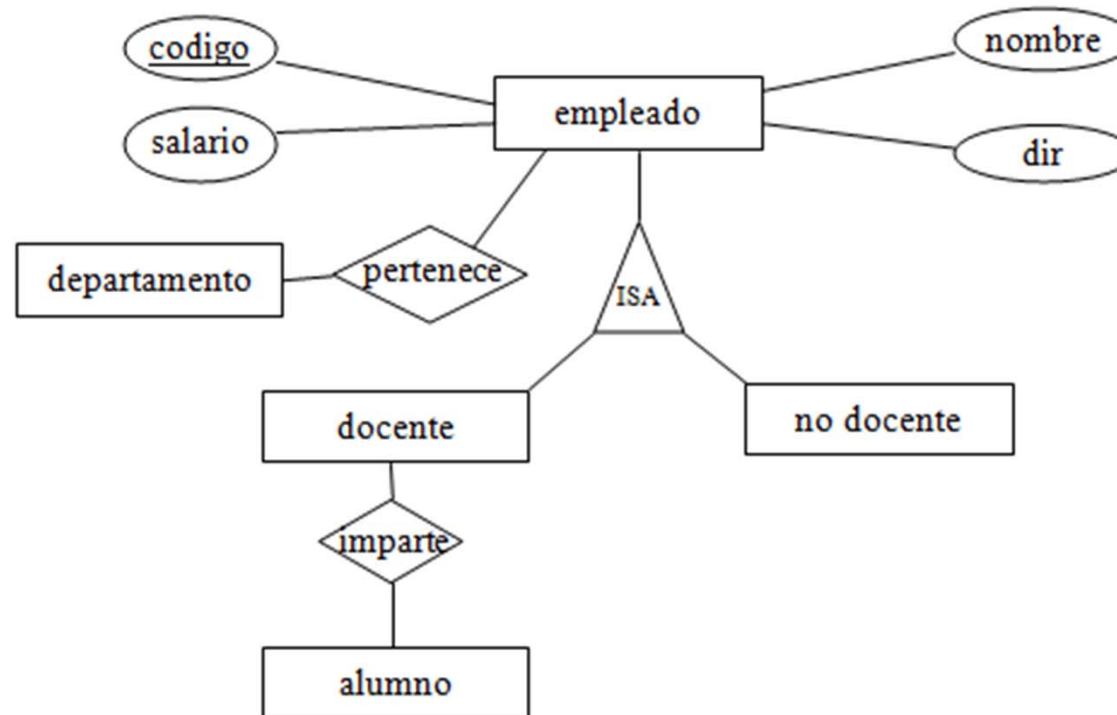 codigo
nombre
empleado
salario
dir
departamento
pertenece
ISA
docente
no docente
imparte
alumno